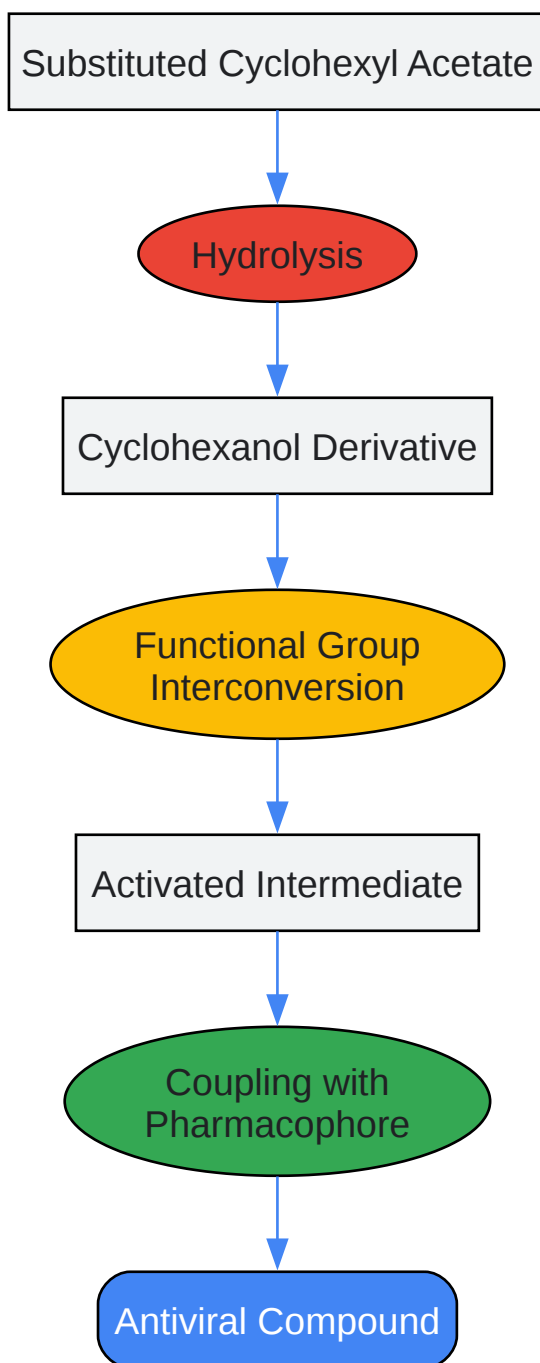 Substituted Cyclohexyl Acetate
Hydrolysis
Cyclohexanol Derivative
Functional Group
Interconversion
Activated Intermediate
Coupling with
Pharmacophore
Antiviral Compound